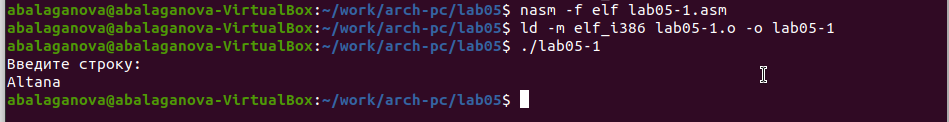 abalaganova@abalaganova-VirtualBox:~/work/arch-pc/lab05$ nasm -f elf lab05-1.asm
abalaganova@abalaganova-VirtualBox:~/work/arch-pc/lab05$ ld -m elf_i386 lab05-1.o -o lab05-1
abalaganova@abalaganova-VirtualBox:~/work/arch-pc/lab05$ ./lab05-1
Введите строку:
Altana
abalaganova@abalaganova-VirtualBox:~/work/arch-pc/lab05$